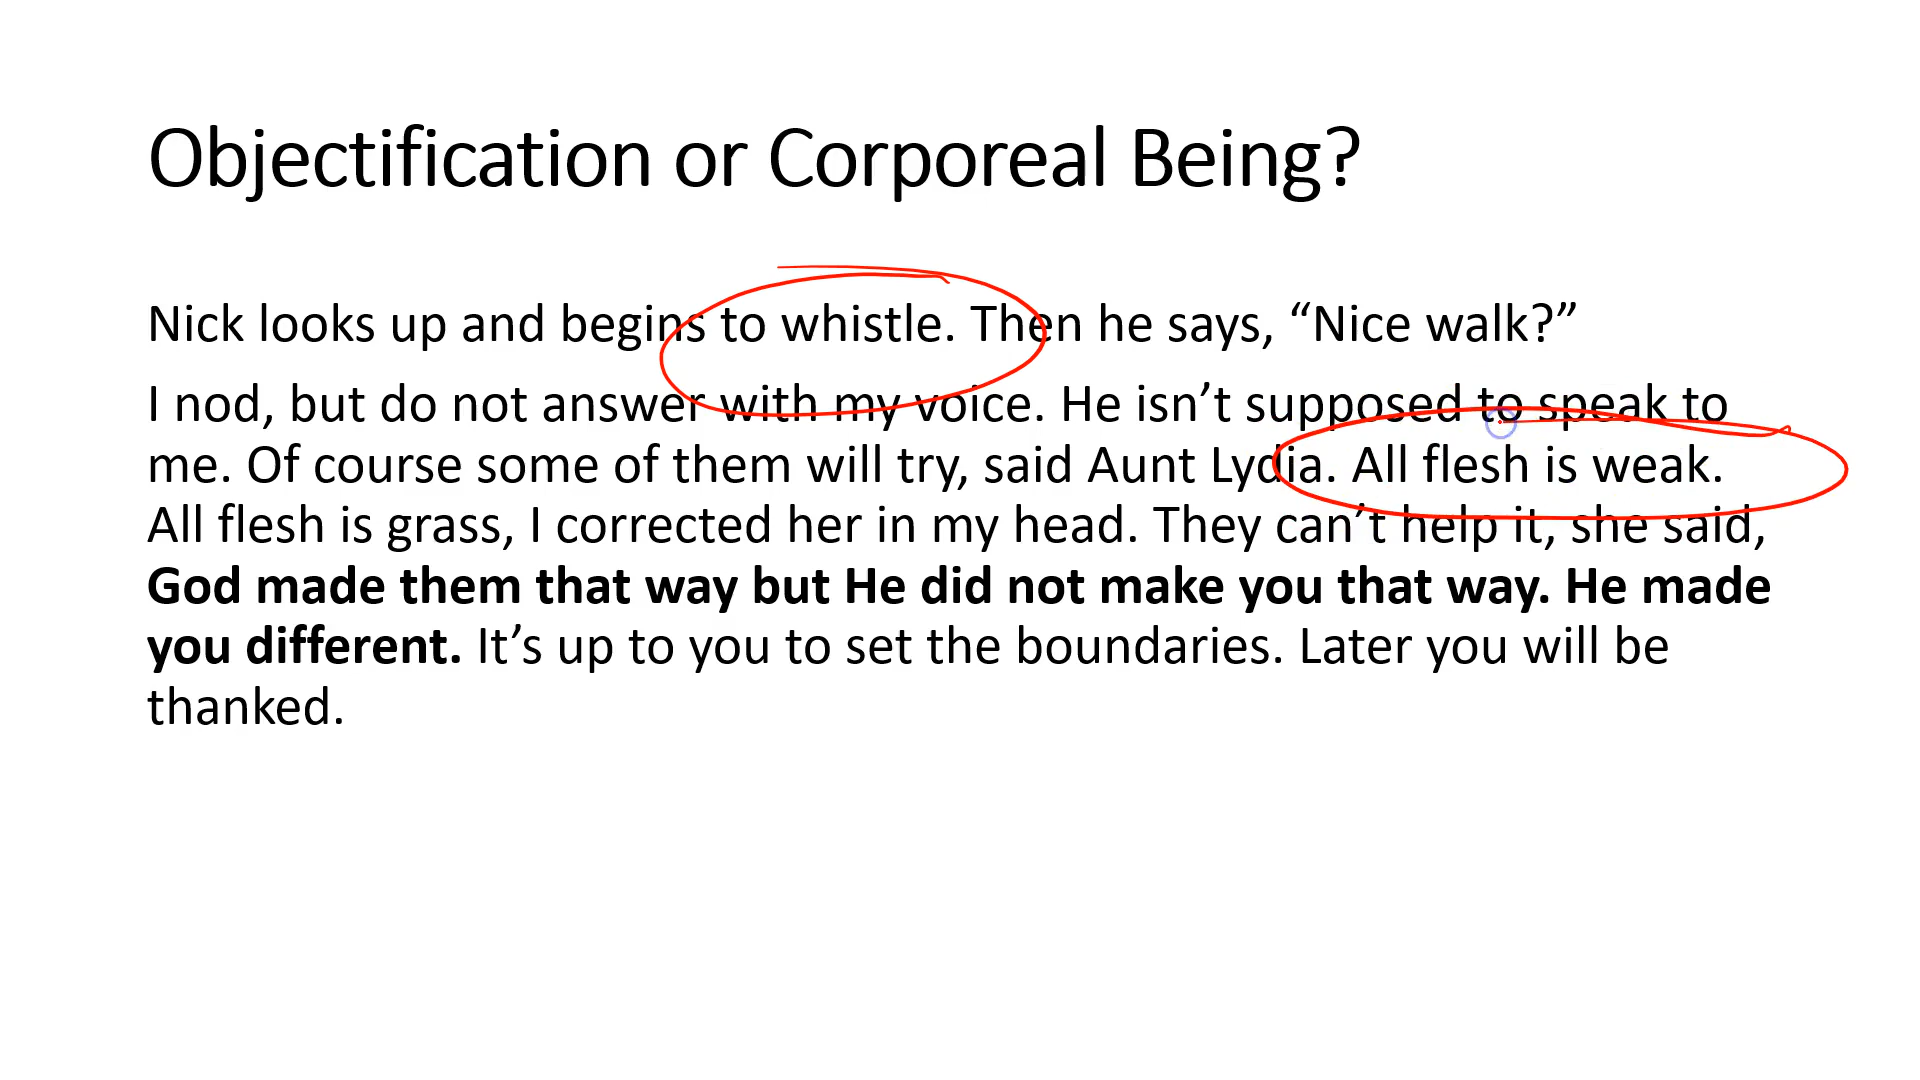 Objectification or Corporeal Being?
Nick looks up and begins to whistle. Then he says, “Nice walk?”
I nod, but do not answer with my voice. He isn’t supposed to speak to
me. Of course some of them will try, said Aunt Lydia. All flesh is weak.
All flesh is grass, I corrected her in my head. They can’t help it, she said,
God made them that way but He did not make you that way. He made
you different. It’s up to you to set the boundaries. Later you will be
thanked.